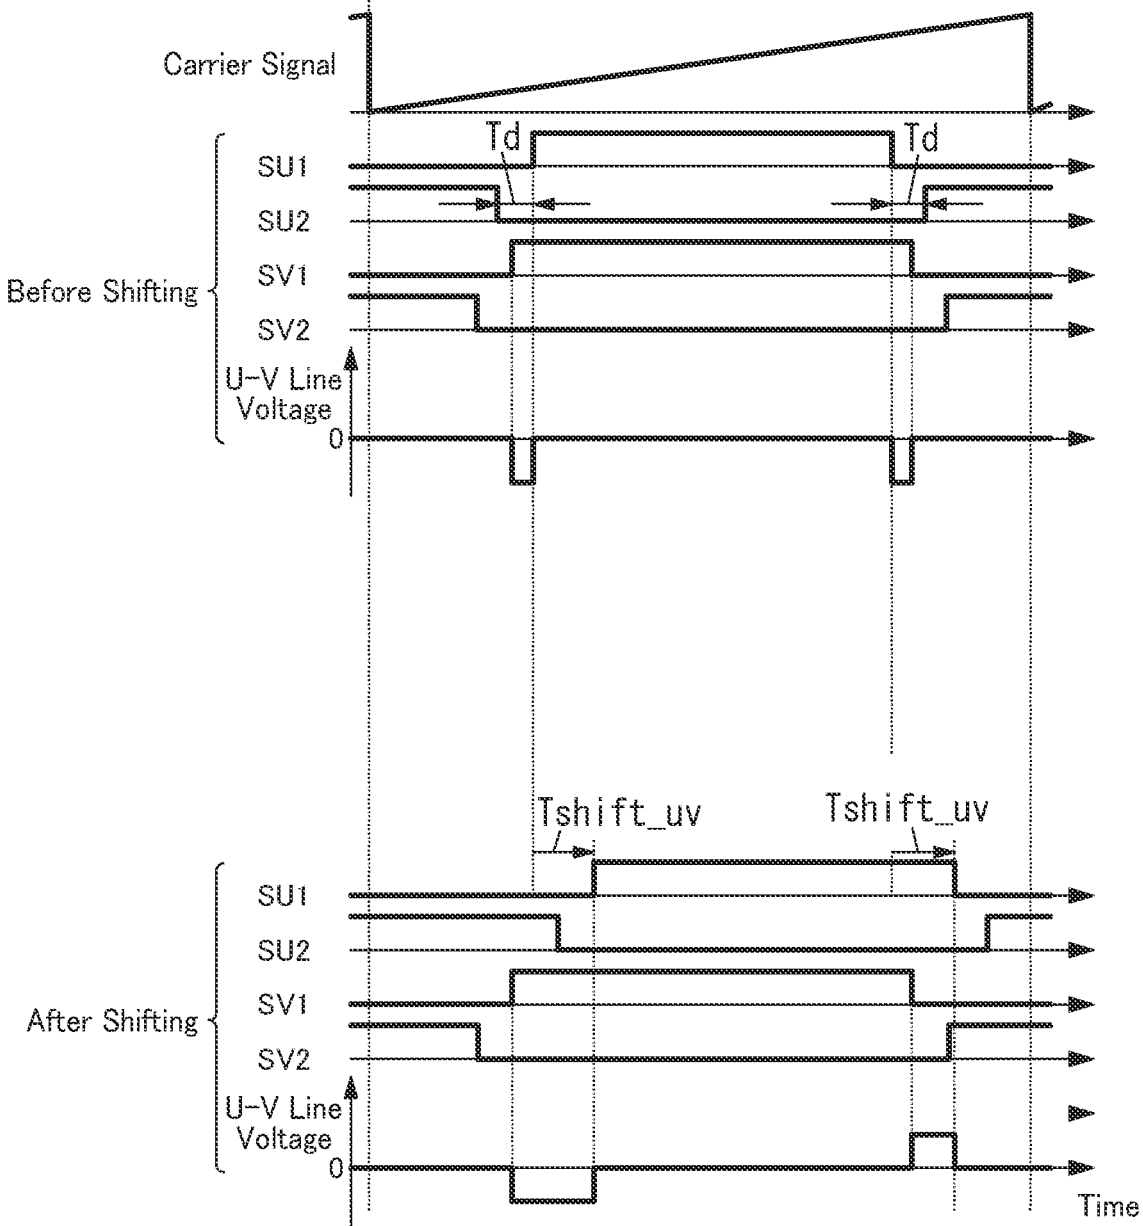 Carrier Signal
Td
Td
SU1
SU2
SV1
Before Shifting
SV2
U-V Line
Voltage
0
Tshift_uv
Tshift_uv
SU1
SU2
SV1
After Shifting
SV2
U-V Line
Voltage
0
Time